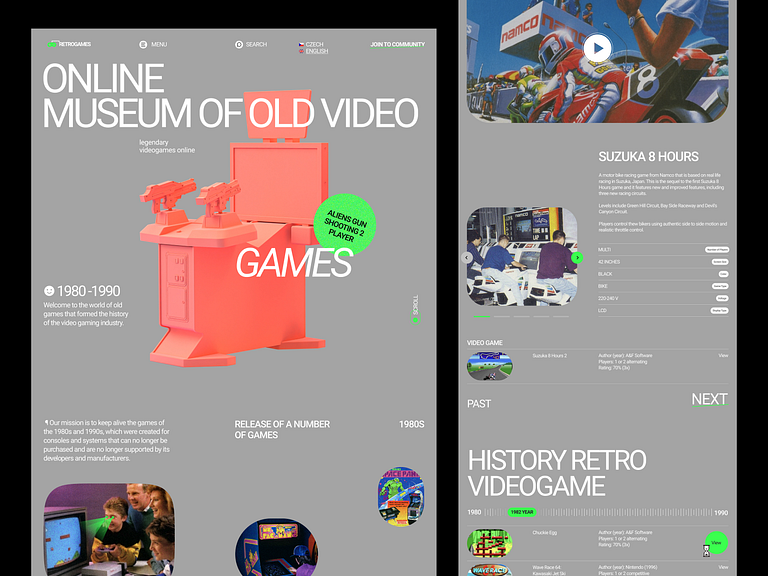 RETROGAMES
MENU
SEARCH
CZECH
ENGLISH
JOIN TO COMMUNITY
ONLINE
MUSEUM OF OLD VIDEO
GAMES
legendary
videogames online
ALIENS GUN
SHOOTING 2
PLAYER
1980 -1990
Welcome to the world of old
games that formed the history
of the video gaming industry.
SCROLL
¶ Our mission is to keep alive the games of
the 1980s and 1990s, which were created for
consoles and systems that can no longer be
purchased and are no longer supported by its
developers and manufacturers.
RELEASE OF A NUMBER
OF GAMES
1980S
namco
namco
8
SUZUKA 8 HOURS
A motor bike racing game from Namco that is based on real life
racing in Suzuka, Japan. This is the sequel to the first Suzuka 8
Hours game and it features new and improved features, including
three new circuits.
Levels include Green Hill Circuit, Bay Side Raceway and Devil's
Canyon Circuit.
Players control these bikes using authentic side to side motion and
realistic throttle control.
MULTI
42 INCHES
BLACK
BIKE
220-240 V
LCD
VIDEO GAME
Suzuka 8 Hours 2
Author (year): A&F Software
Players: 1 or 2 alternating
Rating: 70% (3x)
View
PAST
NEXT
HISTORY RETRO
VIDEOGAME
1980
1982 YEAR
1990
Chuckie Egg
Author (year): A&F Software
Players: 1 or 2 alternating
Rating: 70% (3x)
View
WAVERACE
Wave Race 64:
Kawasaki Jet Ski
Author (year): Nintendo (1996)
Players: 1 or 2 competitive
View